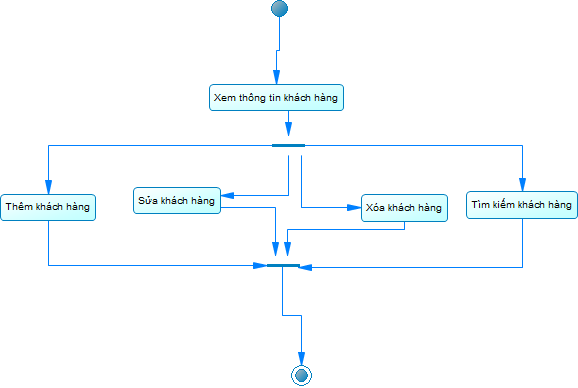 Xem thông tin khách hàng
Thêm khách hàng
Sửa khách hàng
Xóa khách hàng
Tìm kiếm khách hàng